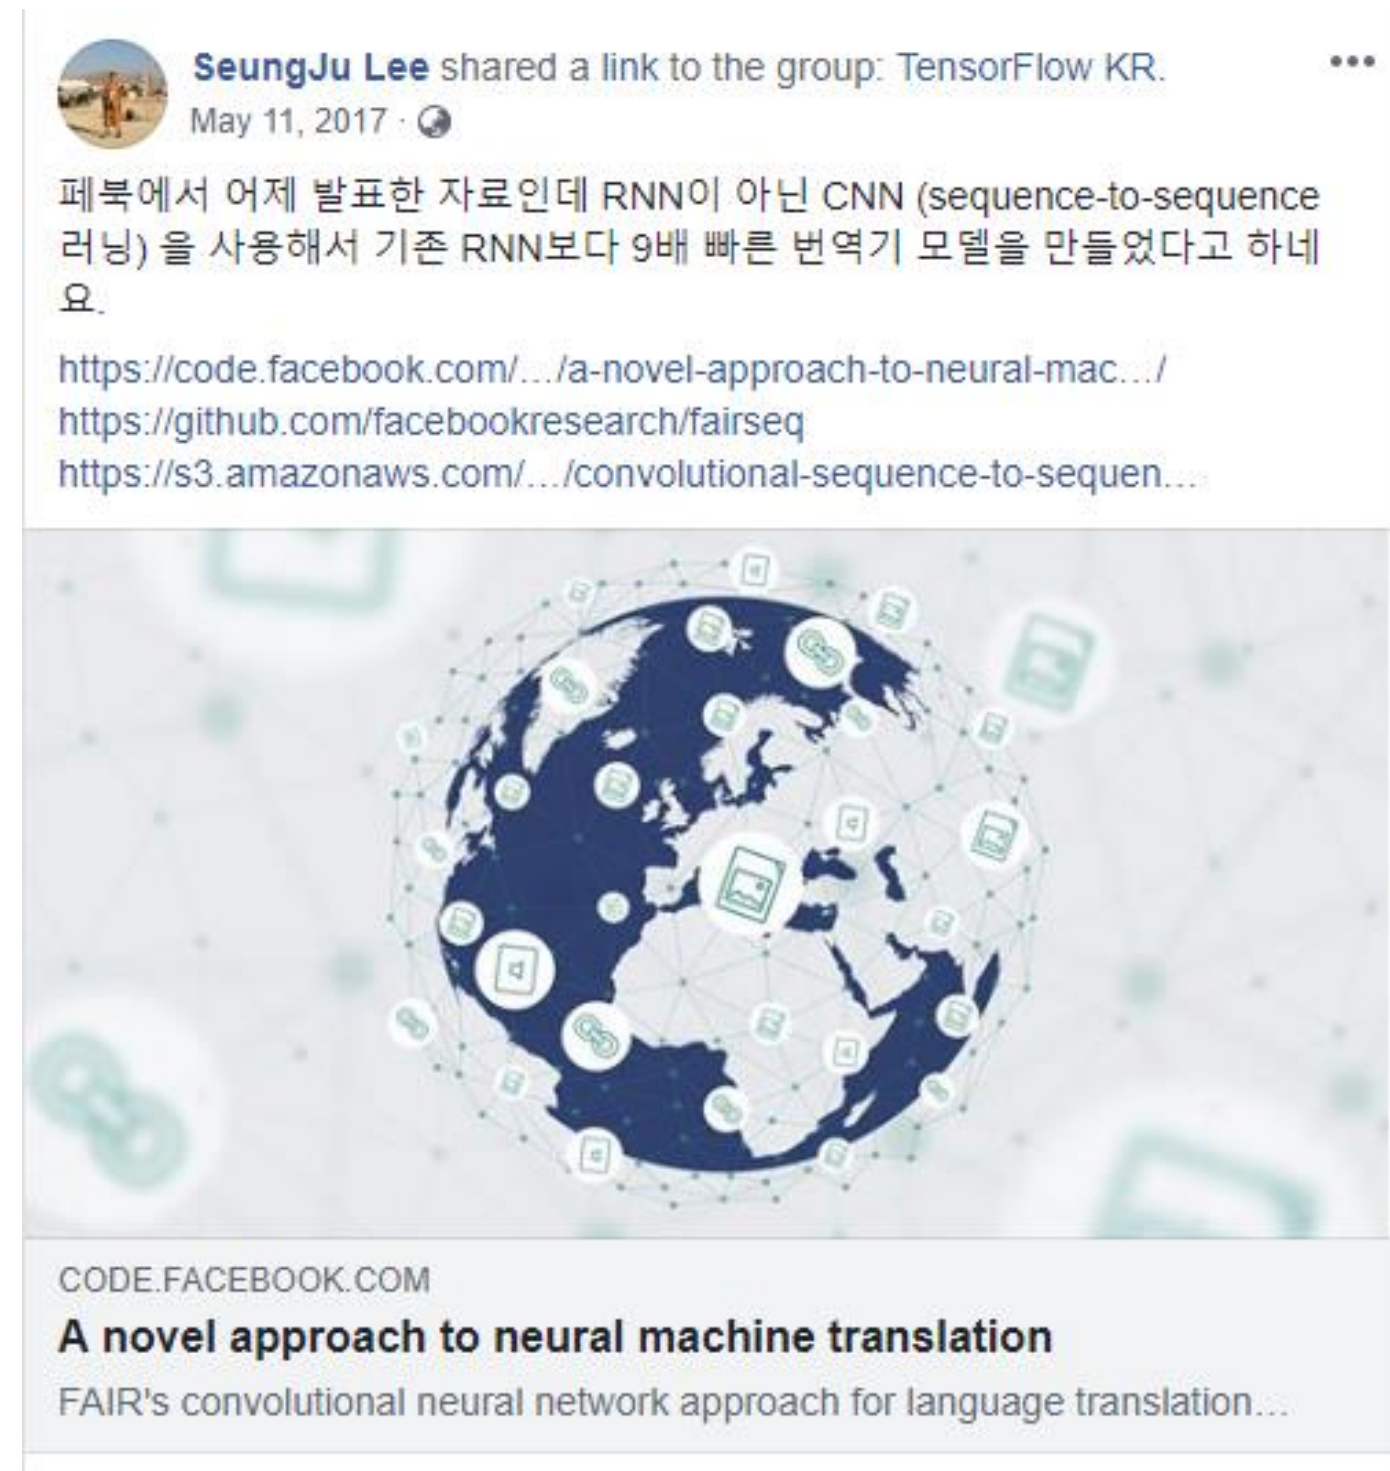 SeungJu Lee shared a link to the group: TensorFlow KR.
May 11, 2017 ·
페북에서 어제 발표한 자료인데 RNN이 아닌 CNN (sequence-to-sequence
러닝) 을 사용해서 기존 RNN보다 9배 빠른 번역기 모델을 만들었다고 하네
요.
https://code.facebook.com/…/a-novel-approach-to-neural-mac…/
https://github.com/facebookresearch/fairseq
https://s3.amazonaws.com/…/convolutional-sequence-to-sequen…
CODE.FACEBOOK.COM
A novel approach to neural machine translation
FAIR's convolutional neural network approach for language translation…